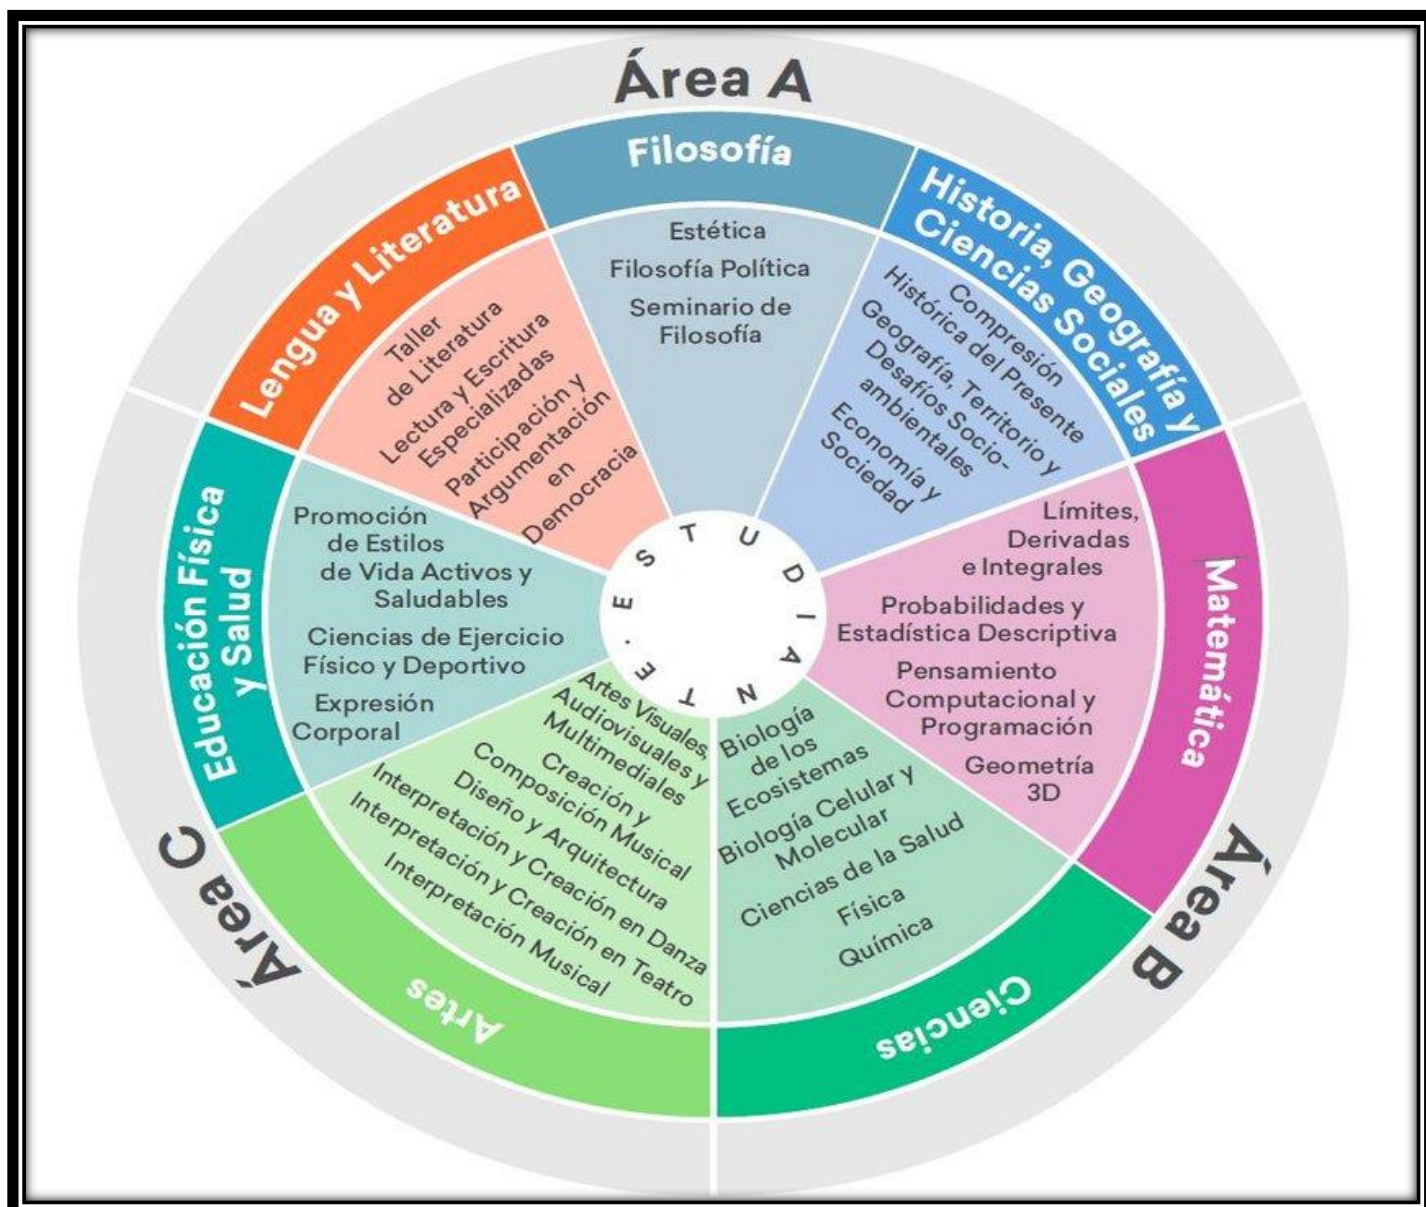 Área A
Filosofía
Estética
Filosofía Política
Seminario de
Filosofía
Historia, Geografía y
Ciencias Sociales
Compresión
Histórica del Presente
Geografía, Territorio y
Desafíos Socio-
ambientales
Economía y
Sociedad
Área B
Matemática
Límites,
Derivadas
e Integrales
Probabilidades y
Estadística Descriptiva
Pensamiento
Computacional y
Programación
Geometría
3D
Ciencias
Biología
de los
Ecosistemas
Biología Celular y
Molecular
Ciencias de la Salud
Física
Química
Área C
Artes
Artes Visuales,
Audiovisuales y
Multimediales
Creación y
Composición Musical
Diseño y Arquitectura
Interpretación y Creación en Danza
Interpretación y Creación en Teatro
Interpretación Musical
Educación Física
y Salud
Promoción
de Estilos
de Vida Activos y
Saludables
Ciencias de Ejercicio
Físico y Deportivo
Expresión
Corporal
Lengua y Literatura
Taller
de Literatura
Lectura y Escritura
Especializadas
Participación y
Argumentación
en
Democracia
ESTUDIANTE.